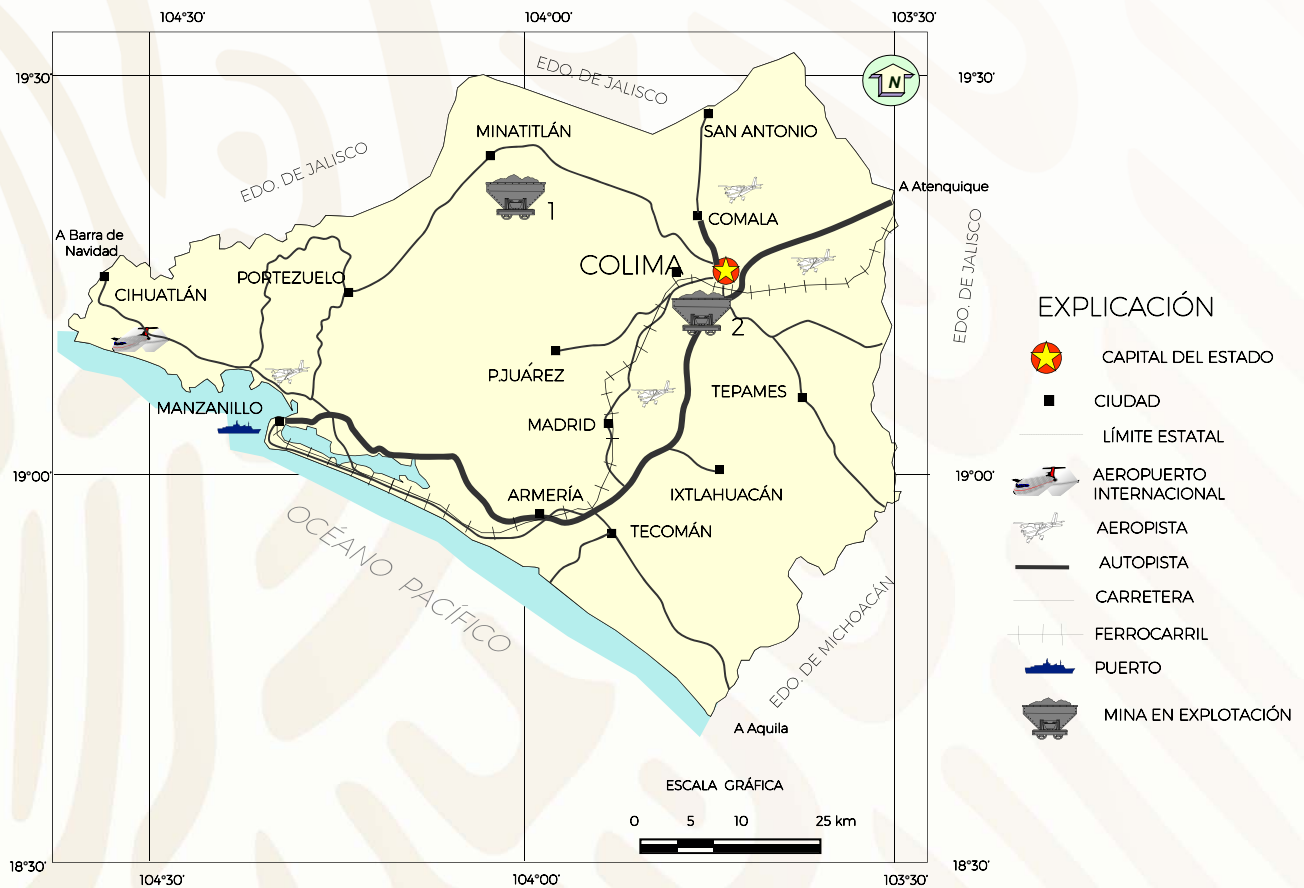 104°30'
104°00'
103°30'
19°30'
19°30'
EDO. DE JALISCO
N
MINATITLÁN
SAN ANTONIO
EDO. DE JALISCO
A Atenquique
1
COMALA
EDO. DE JALISCO
A Barra de
Navidad
COLIMA
PORTEZUELO
CIHUATLÁN
2
EXPLICACIÓN
CAPITAL DEL ESTADO
P.JUÁREZ
TEPAMES
CIUDAD
MANZANILLO
MADRID
LÍMITE ESTATAL
19°00'
19°00'
AEROPUERTO
INTERNACIONAL
ARMERÍA
IXTLAHUACÁN
TECOMÁN
AEROPISTA
OCÉANO PACÍFICO
AUTOPISTA
CARRETERA
EDO. DE MICHOACÁN
FERROCARRIL
PUERTO
MINA EN EXPLOTACIÓN
A Aquila
ESCALA GRÁFICA
0 5 10 25 km
18°30'
18°30'
104°30'
104°00'
103°30'